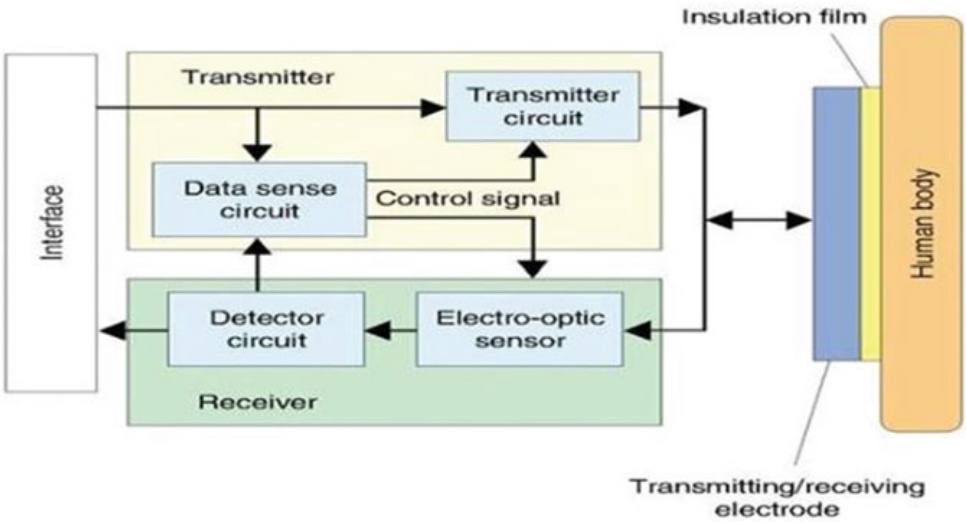 Insulation film
Transmitter
Transmitter
circuit
Data sense
circuit
Control signal
Interface
Human body
Detector
circuit
Electro-optic
sensor
Receiver
Transmitting/receiving
electrode